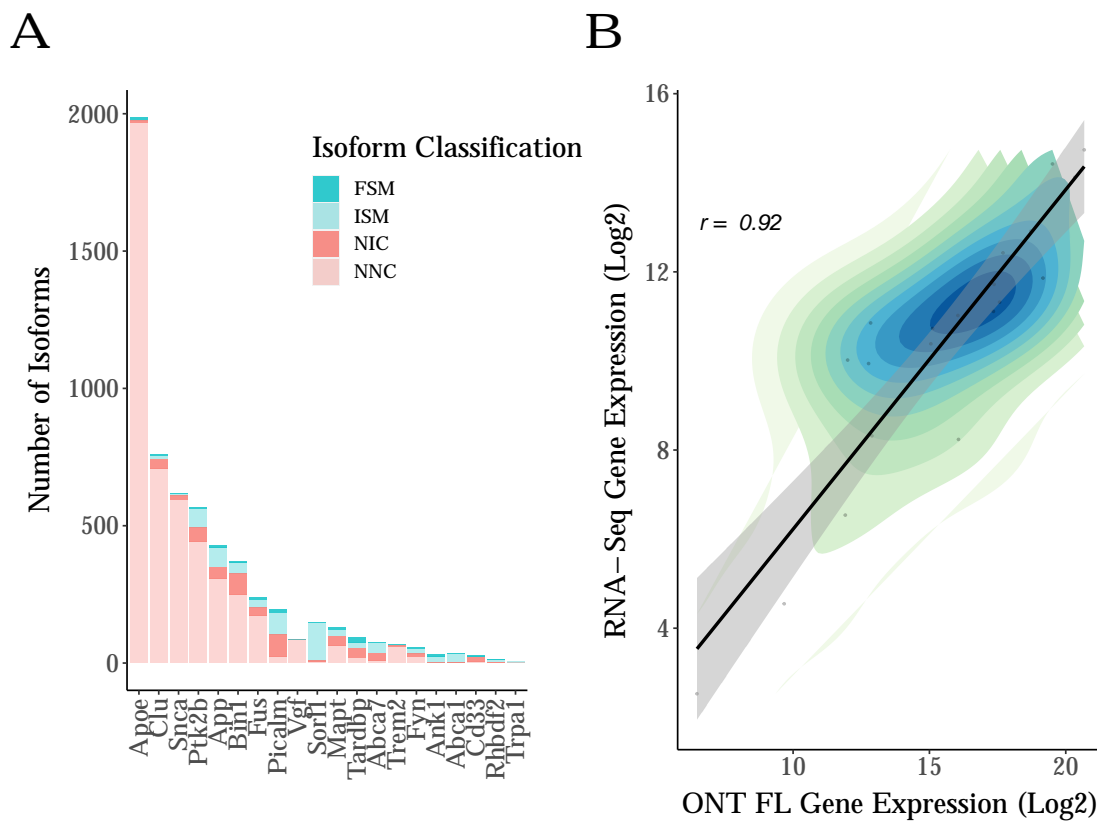 A
2000
1500
1000
500
0
Number of Isoforms
Isoform Classification
FSM
ISM
NIC
NNC
Apoe
Clu
Snca
Ptk2b
App
Bin1
Fus
Picalm
Vgf
Sorl1
Mapt
Tardbp
Abca7
Trem2
Fyn
Ank1
Abca1
Cd33
Rhbdf2
Trpa1
B
16
12
8
4
RNA−Seq Gene Expression (Log2)
r = 0.92
10
15
20
ONT FL Gene Expression (Log2)